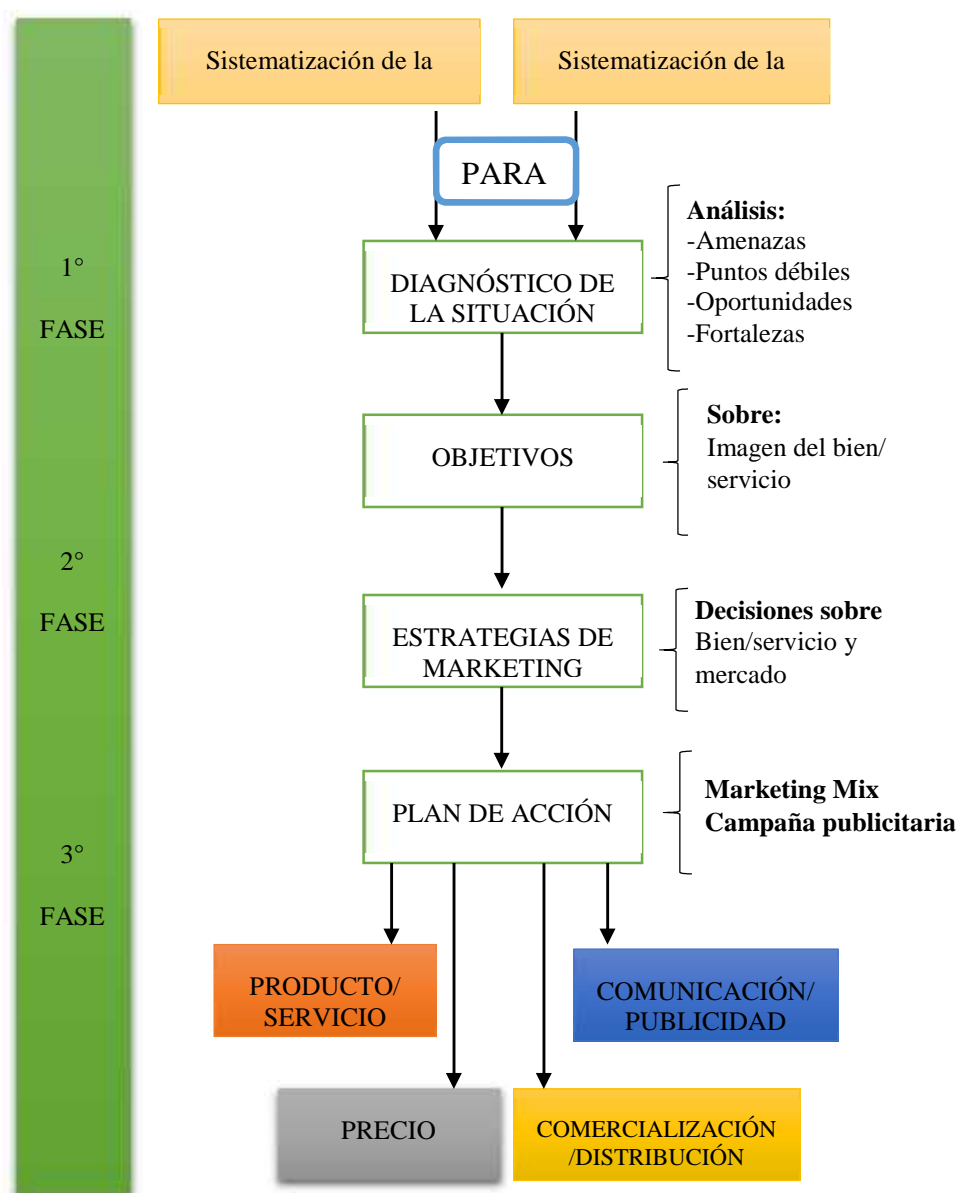 Sistematización de la
Sistematización de la
PARA
1°
FASE
DIAGNÓSTICO DE
LA SITUACIÓN
Análisis:
-Amenazas
-Puntos débiles
-Oportunidades
-Fortalezas
OBJETIVOS
Sobre:
Imagen del bien/
servicio
2°
FASE
ESTRATEGIAS DE
MARKETING
Decisiones sobre
Bien/servicio y
mercado
PLAN DE ACCIÓN
Marketing Mix
Campaña publicitaria
3°
FASE
PRODUCTO/
SERVICIO
COMUNICACIÓN/
PUBLICIDAD
PRECIO
COMERCIALIZACIÓN
/DISTRIBUCIÓN